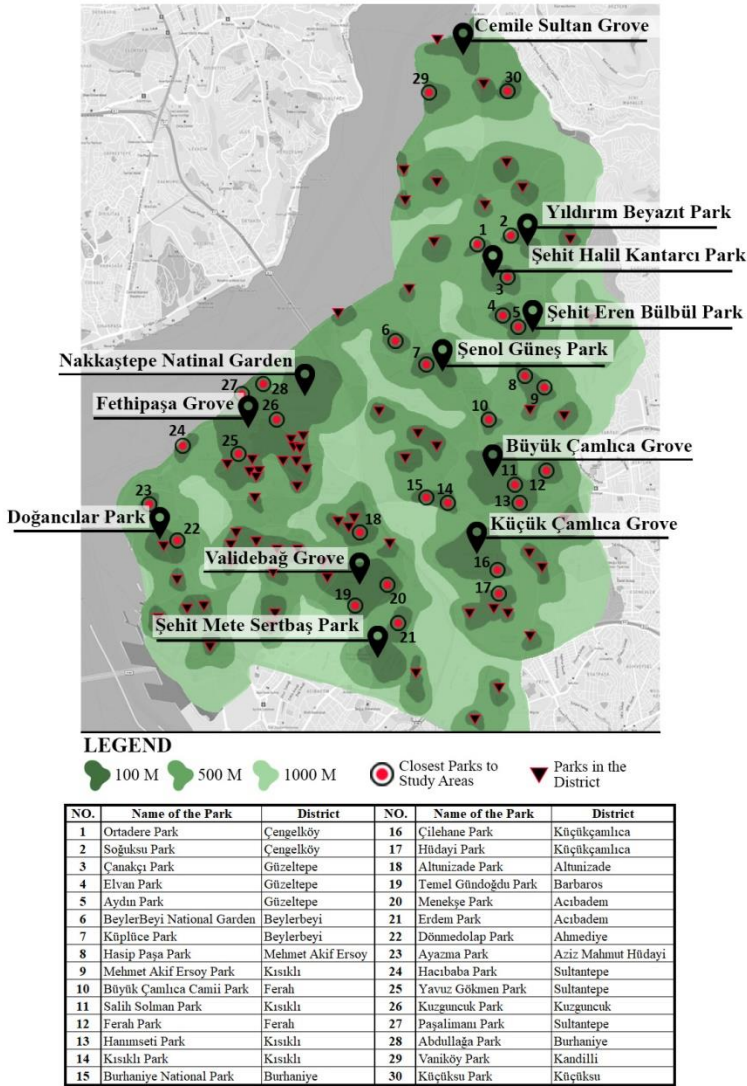 Cemile Sultan Grove
29
30
Yıldırım Beyazıt Park
1
2
Şehit Halil Kantarcı Park
3
4
5
Şehit Eren Bülbül Park
6
Şenol Güneş Park
7
Nakkaştepe Natinal Garden
8
9
27
28
Fethipaşa Grove
26
10
24
25
Büyük Çamlıca Grove
11
12
15
14
13
23
Doğancılar Park
22
18
Küçük Çamlıca Grove
Validebağ Grove
16
19
20
17
Şehit Mete Sertbaş Park
21
LEGEND
100 M
500 M
1000 M
Closest Parks to
Study Areas
Parks in the
District
NO. Name of the Park District NO. Name of the Park District
1 Ortadere Park Çengelköy 16 Çilehane Park Küçükçamlıca
2 Soğuksu Park Çengelköy 17 Hüdayi Park Küçükçamlıca
3 Çanakçı Park Güzeltepe 18 Altunizade Park Altunizade
4 Elvan Park Güzeltepe 19 Temel Gündoğdu Park Barbaros
5 Aydın Park Güzeltepe 20 Menekşe Park Acıbadem
6 BeylerBeyi National Garden Beylerbeyi 21 Erdem Park Acıbadem
7 Küplüce Park Beylerbeyi 22 Dönmedolap Park Ahmediye
8 Hasip Paşa Park Mehmet Akif Ersoy 23 Ayazma Park Aziz Mahmut Hüdayi
9 Mehmet Akif Ersoy Park Kısıklı 24 Hacıbaba Park Sultantepe
10 Büyük Çamlıca Camii Park Ferah 25 Yavuz Gökmen Park Sultantepe
11 Salih Solman Park Kısıklı 26 Kuzguncuk Park Kuzguncuk
12 Ferah Park Ferah 27 Paşalimanı Park Sultantepe
13 Hanımseti Park Kısıklı 28 Abdullağa Park Burhaniye
14 Kısıklı Park Kısıklı 29 Vaniköy Park Kandilli
15 Burhaniye National Park Burhaniye 30 Küçüksu Park Küçüksu